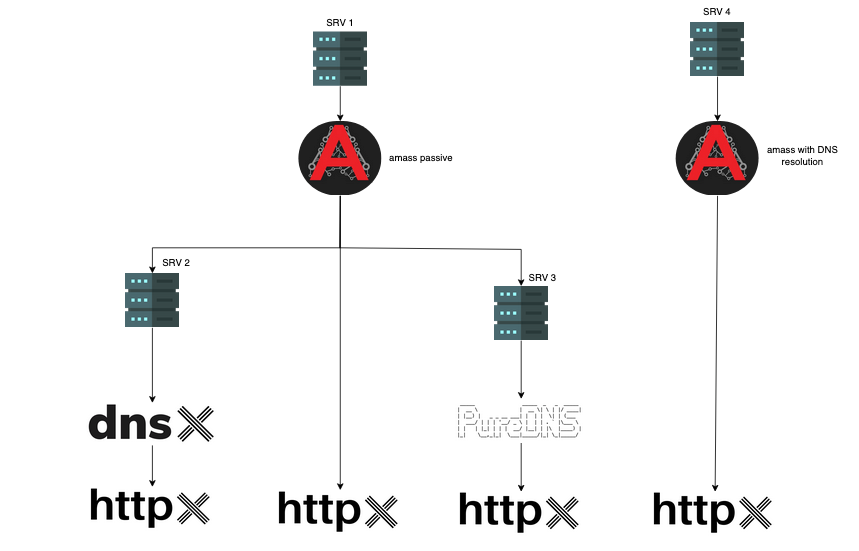 SRV 1
SRV 4
A
amass passive
A
amass with DNS
resolution
SRV 2
SRV 3
dnsX
PureDNS
httpX
httpX
httpX
httpX